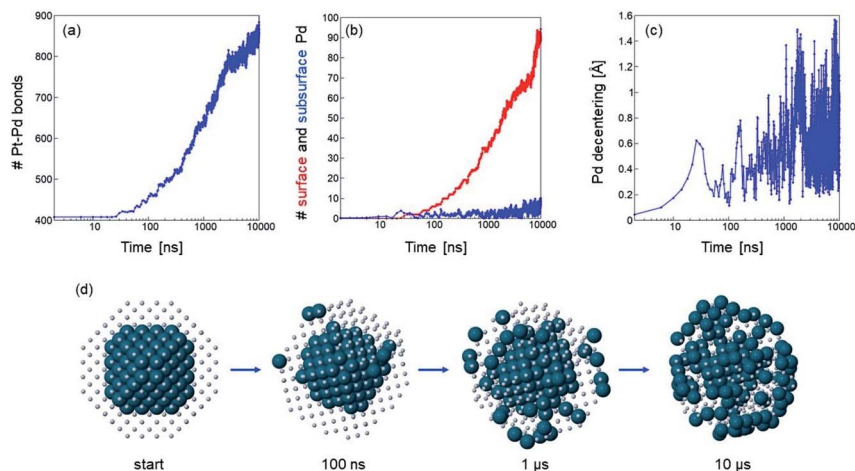 (a)
900
800
700
600
500
400
# Pt-Pd bonds
10 100 1000 10000
Time [ns]
(b)
100
90
80
70
60
50
40
30
20
10
0
# surface and subsurface Pd
10 100 1000 10000
Time [ns]
(c)
1.6
1.4
1.2
1
0.8
0.6
0.4
0.2
0
Pd decentering [Å]
10 100 1000 10000
Time [ns]
(d)
start
100 ns
1 µs
10 µs